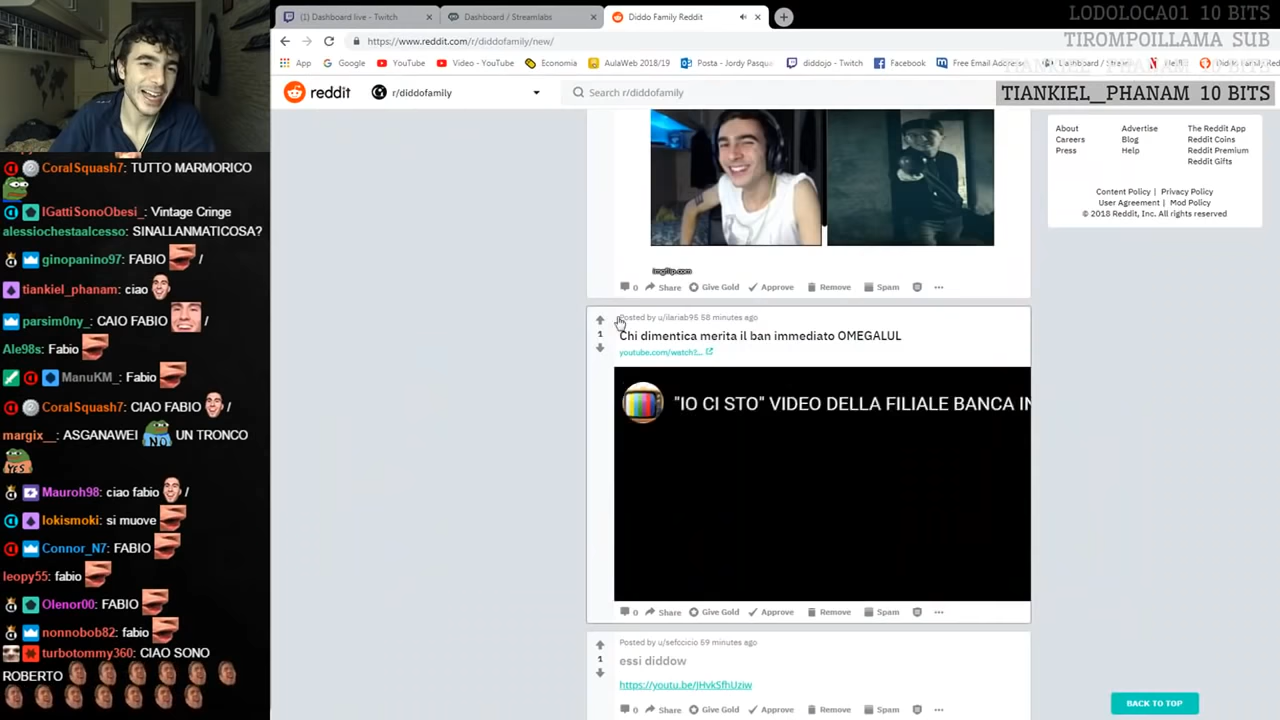 (1) Dashboard live - Twitch
Dashboard / Streamlabs
Diddo Family Reddit
https://www.reddit.com/r/diddofamily/new/
App
Google
YouTube
Video - YouTube
Economia
AulaWeb 2018/19
Posta - Jordy Pasqua
diddojo - Twitch
Facebook
Free Email Addresse
LODOLOCA01 10 BITS
TIROMPOILLAMA SUB
TIANKIEL_PHANAM 10 BITS
reddit
r/diddofamily
Search r/diddofamily
CoralSquash7: TUTTO MARMORICO
IGattiSonoObesi_: Vintage Cringe
alessiochestaalcesso: SINALLANMATICOSA?
ginopanino97: FABIO /
tiankiel_phanam: ciao
parsim0ny_: CAIO FABIO /
Ale98s: Fabio
ManuKM_: Fabio
CoralSquash7: CIAO FABIO /
margix__: ASGANAWEI NO UN TRONCO
YES
Mauroh98: ciao fabio /
lokismoki: si muove
Connor_N7: FABIO
leopy55: fabio
Olenor00: FABIO
nonnobob82: fabio
turbotommy360: CIAO SONO
ROBERTO
imgflip.com
0 Share Give Gold Approve Remove Spam
1
Posted by u/ilariab95 58 minutes ago
Chi dimentica merita il ban immediato OMEGALUL
youtube.com/watch?...
"IO CI STO" VIDEO DELLA FILIALE BANCA IN
0 Share Give Gold Approve Remove Spam
1
Posted by u/sefccicio 59 minutes ago
essi diddow
https://youtu.be/JHvkSfhUziw
0 Share Give Gold Approve Remove Spam
About Advertise The Reddit App
Careers Blog Reddit Coins
Press Help Reddit Premium
Reddit Gifts
Content Policy | Privacy Policy
User Agreement | Mod Policy
© 2018 Reddit, Inc. All rights reserved
BACK TO TOP